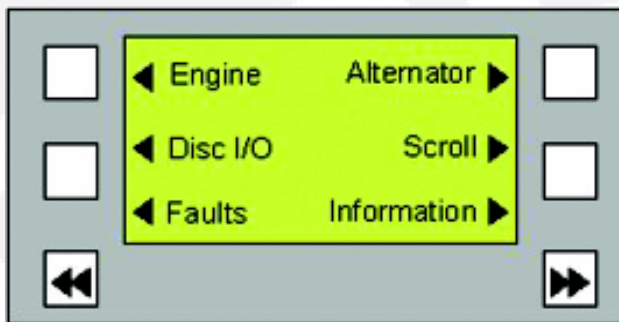 Engine Alternator
Disc I/O Scroll
Faults Information